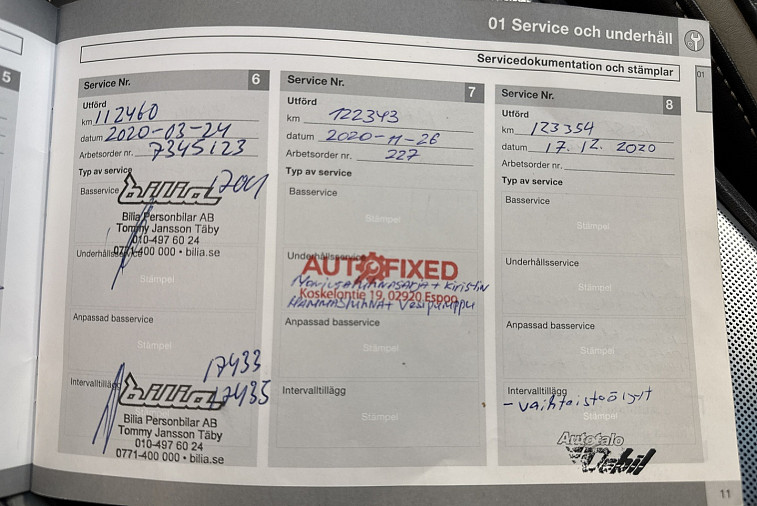 5
01 Service och underhåll
Servicedokumentation och stämplar
01
Service Nr. 6
Utförd
km 112460
datum 2020-03-24
Arbetsorder nr. 7345123
Typ av service
bilia 17001
Basservice
Bilia Personbilar AB
Tommy Jansson Täby
010-497 60 24
Underhållsservice
0771-400 000 • bilia.se
Stämpel
Anpassad basservice
Stämpel
17433
Intervalltillägg
bilia 17435
Bilia Personbilar AB
Tommy Jansson Täby
010-497 60 24
0771-400 000 • bilia.se
Service Nr. 7
Utförd
km 122343
datum 2020-11-26
Arbetsorder nr. 227
Typ av service
Basservice
Stämpel
Underhållsservice
AUTOFIXED
+ Kiristin
Koskelontie 19, 02920 Espoo
HAMMASHIHNAT Vesipumppu
Anpassad basservice
Stämpel
Intervalltillägg
Stämpel
Service Nr. 8
Utförd
km 123354
datum 17.12. 2020
Arbetsorder nr.
Typ av service
Basservice
Stämpel
Underhållsservice
Stämpel
Anpassad basservice
Stämpel
Intervalltillägg
- vaihteistoöljyt
Stämpel
Autotalo
11